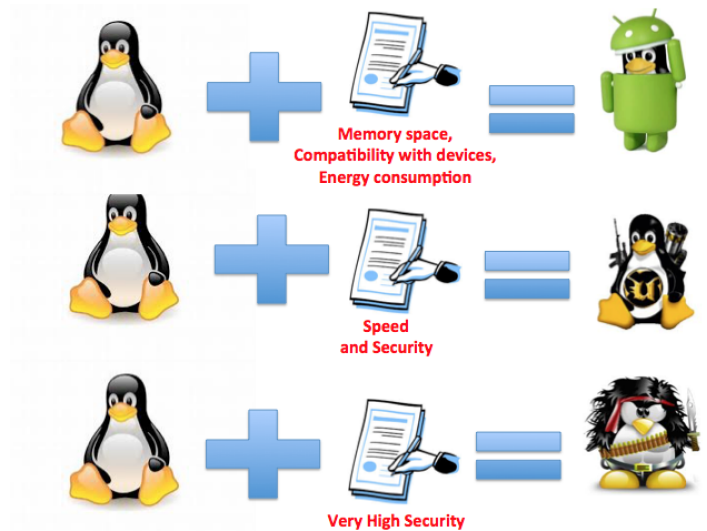 Memory space,
Compatibility with devices,
Energy consumption
Speed
and Security
Very High Security